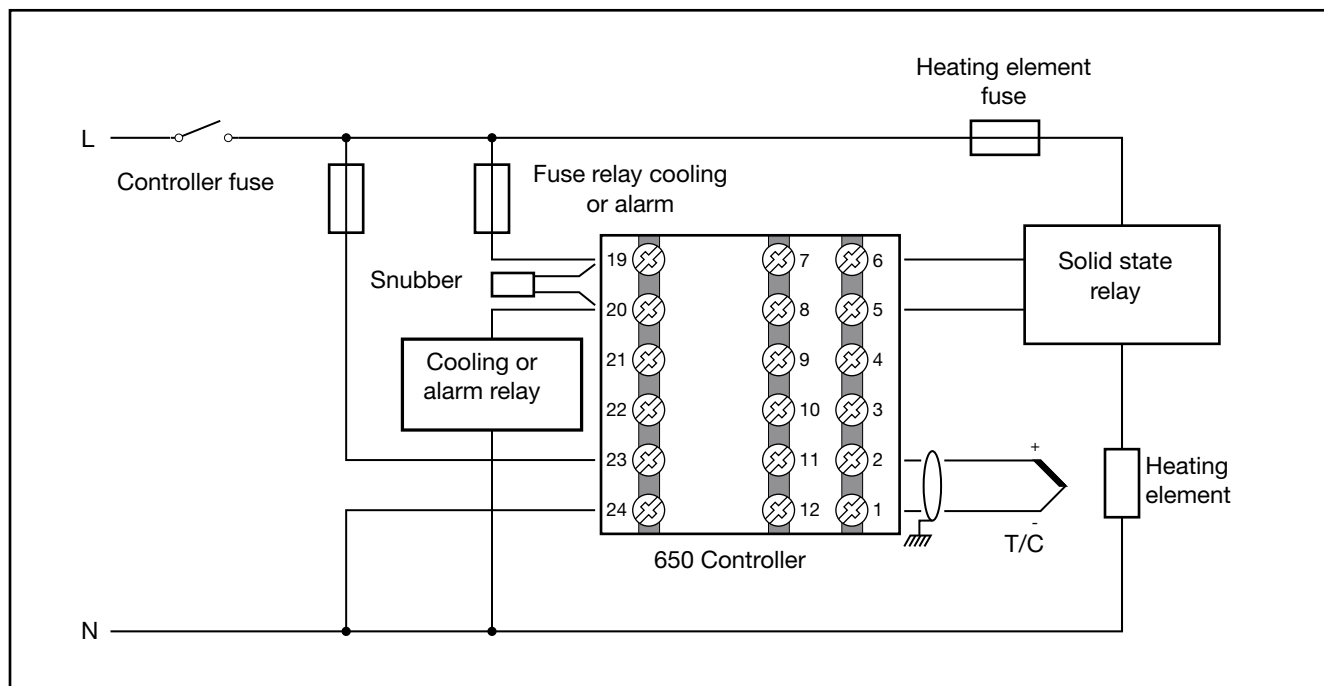 Heating element
fuse
L
Controller fuse
Fuse relay cooling
or alarm
19 7 6
Snubber
Solid state
relay
20 8 5
Cooling or
alarm relay
21 9 4
22 10 3
23 11 2
+
Heating
element
24 12 1
-
T/C
650 Controller
N